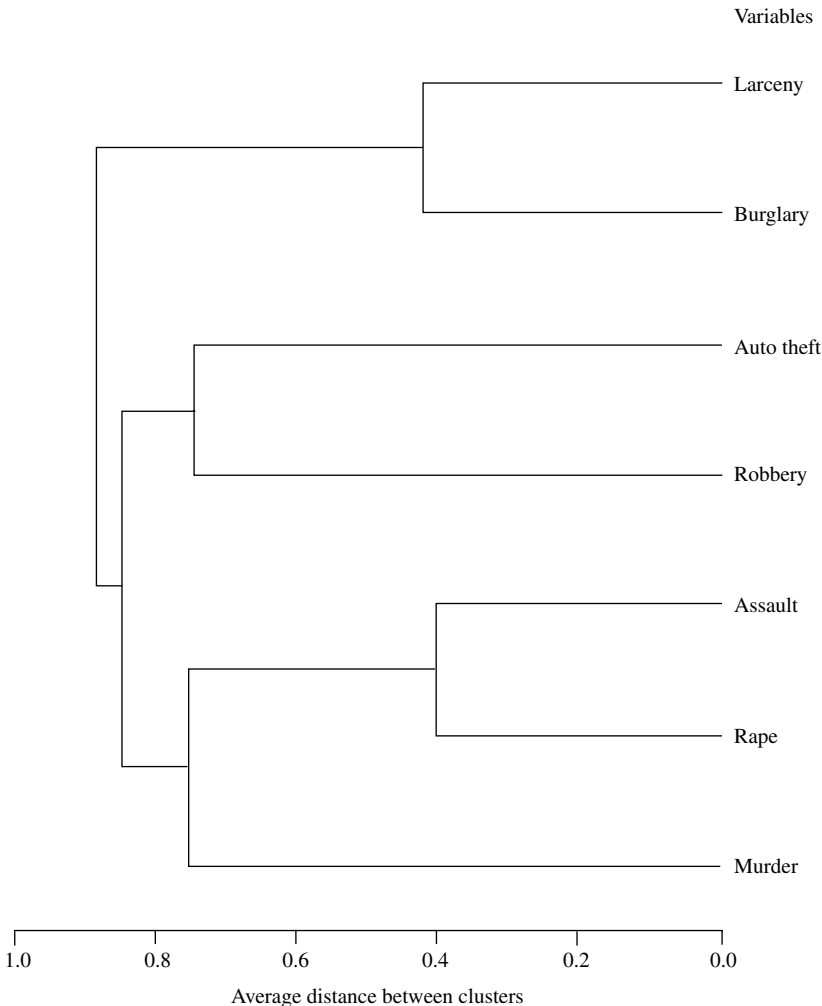 Variables
Larceny
Burglary
Auto theft
Robbery
Assault
Rape
Murder
1.0 0.8 0.6 0.4 0.2 0.0
Average distance between clusters